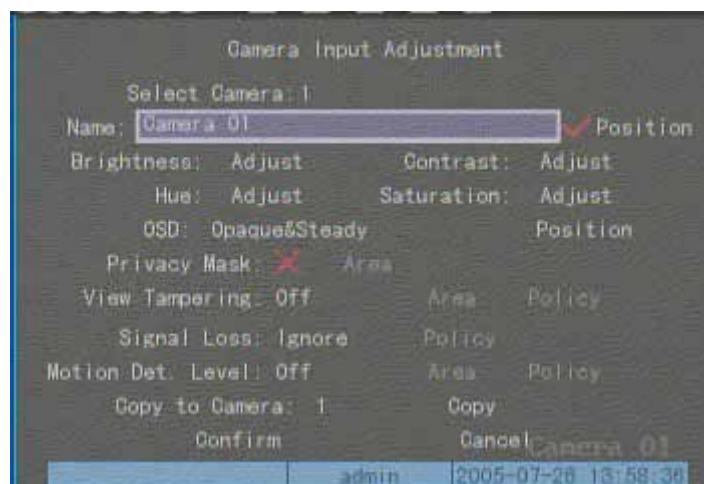 Camera Input Adjustment
Select Camera: 1
Name: Camera 01 Position
Brightness: Adjust Contrast: Adjust
Hue: Adjust Saturation: Adjust
OSD: Opaque&Steady Position
Privacy Mask: Area
View Tampering: Off Area Policy
Signal Loss: Ignore Policy
Motion Det. Level: Off Area Policy
Copy to Camera: 1 Copy
Confirm Cancel
Camera 01
admin 2005-07-26 13:58:36